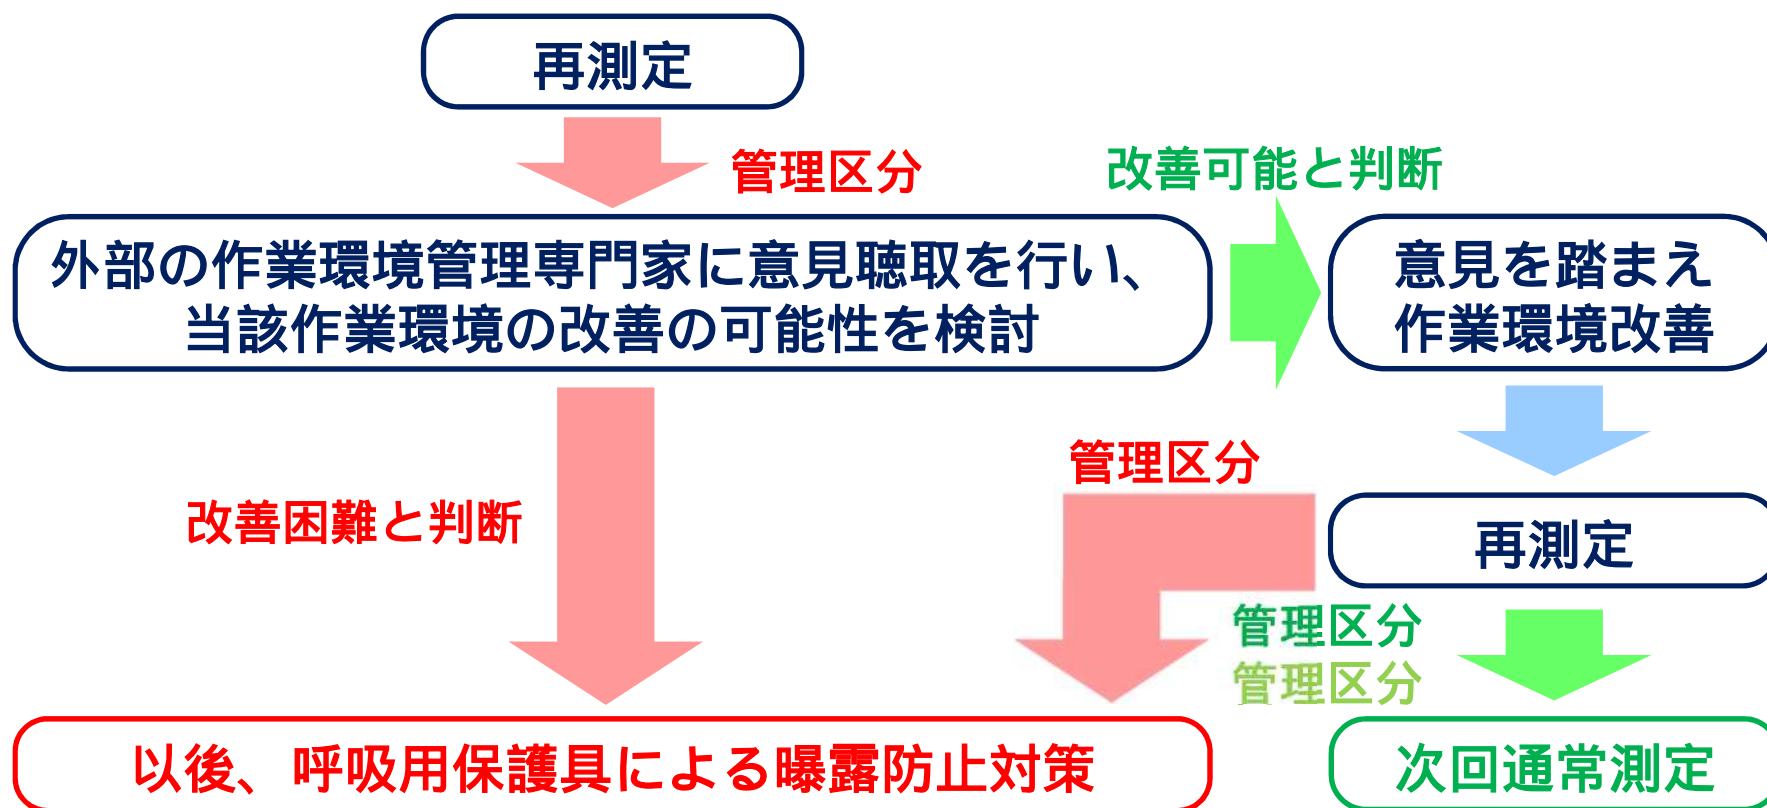 再測定
管理区分
改善可能と判断
外部の作業環境管理専門家に意見聴取を行い、
当該作業環境の改善の可能性を検討
意見を踏まえ
作業環境改善
管理区分
改善困難と判断
再測定
管理区分
管理区分
以後、呼吸用保護具による曝露防止対策
次回通常測定